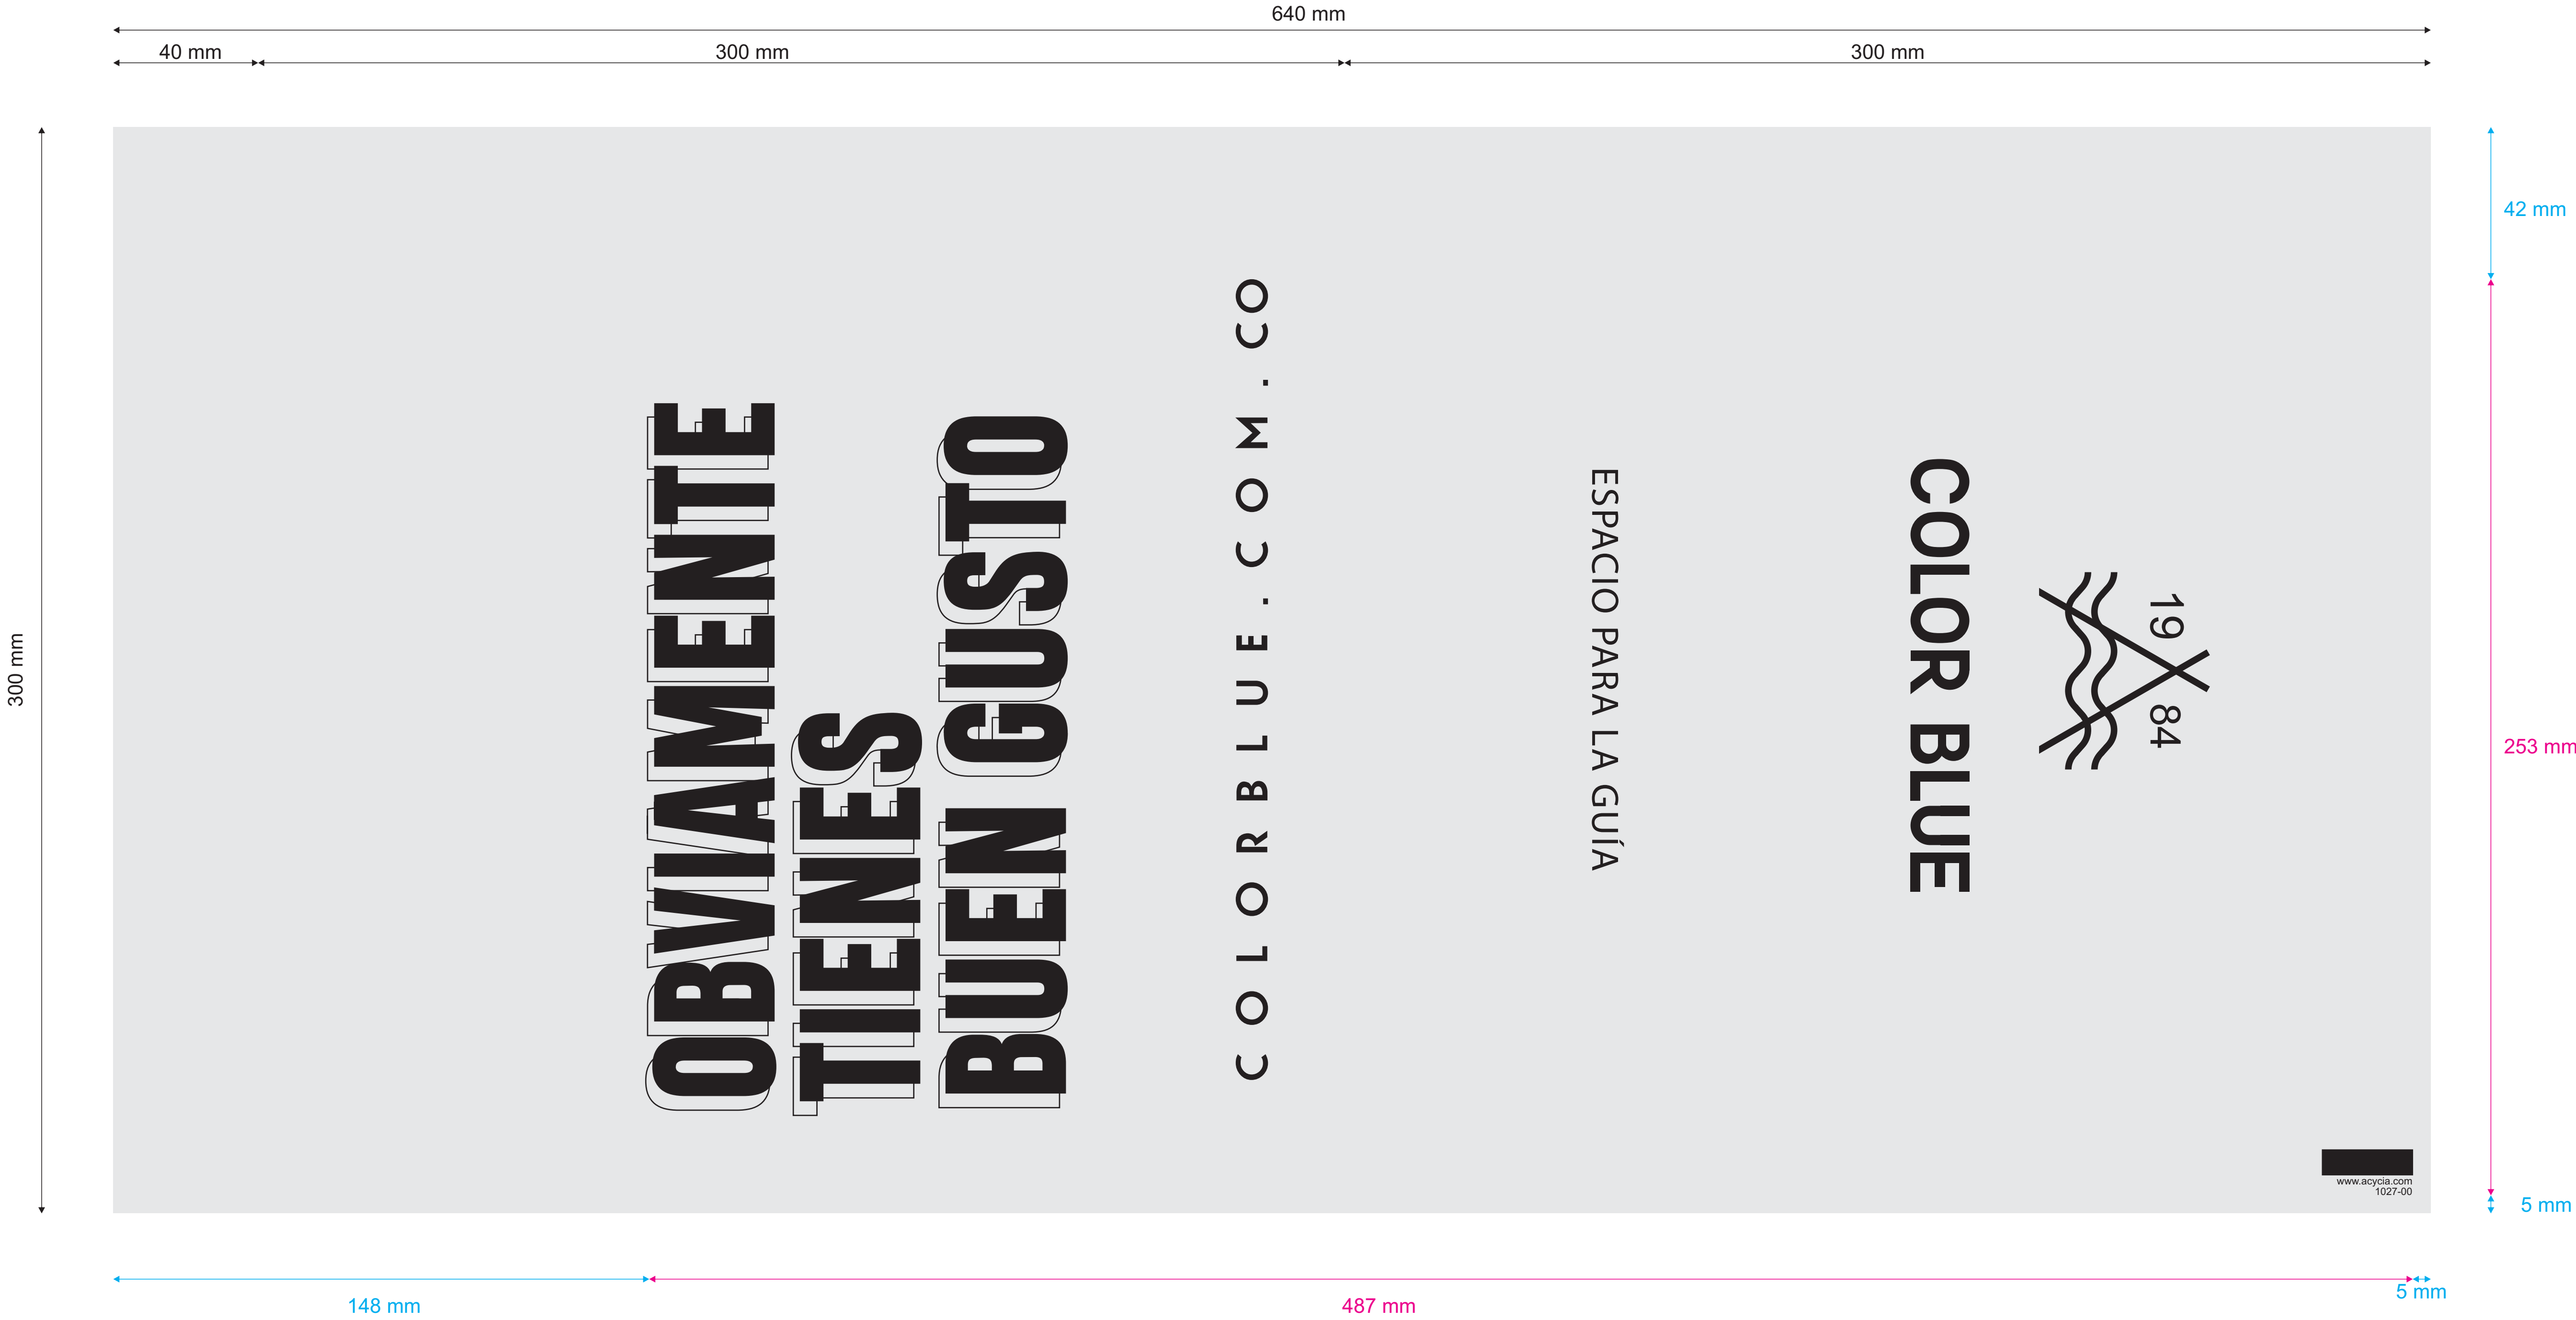 640 mm
40 mm
300 mm
300 mm
300 mm
42 mm
253 mm
5 mm
148 mm
487 mm
5 mm
OBVIAMENTE
TIENES
BUEN GUSTO
COLORBLUE.COM.CO
ESPACIO PARA LA GUÍA
COLOR BLUE
19 84
www.acycia.com
1027-00